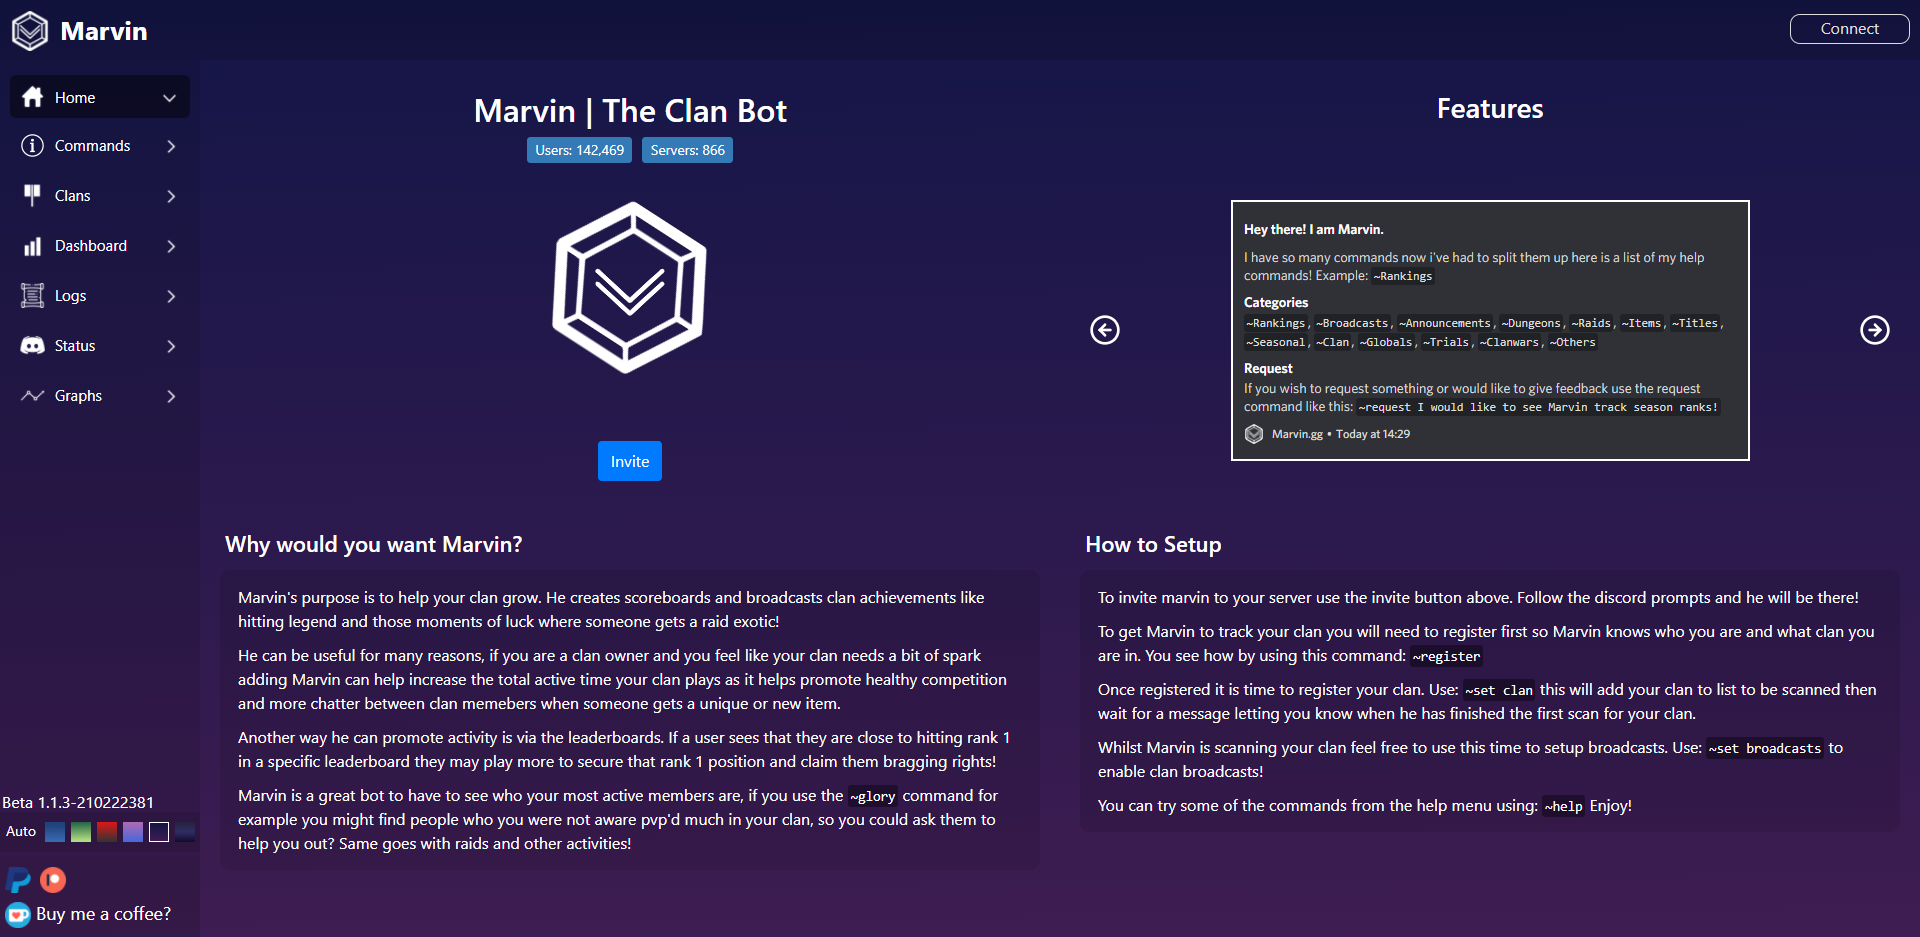 Marvin
Connect
Home
Commands
Clans
Dashboard
Logs
Status
Graphs
Beta 1.1.3-210222381
Auto
Buy me a coffee?
Marvin | The Clan Bot
Users: 142,469 Servers: 866
Invite
Features
Hey there! I am Marvin.
I have so many commands now i've had to split them up here is a list of my help
commands! Example: ~Rankings
Categories
~Rankings, ~Broadcasts, ~Announcements, ~Dungeons, ~Raids, ~Items, ~Titles,
~Seasonal, ~Clan, ~Globals, ~Trials, ~Clanwars, ~Others
Request
If you wish to request something or would like to give feedback use the request
command like this: ~request I would like to see Marvin track season ranks!
Marvin.gg • Today at 14:29
Why would you want Marvin?
Marvin's purpose is to help your clan grow. He creates scoreboards and broadcasts clan achievements like
hitting legend and those moments of luck where someone gets a raid exotic!
He can be useful for many reasons, if you are a clan owner and you feel like your clan needs a bit of spark
adding Marvin can help increase the total active time your clan plays as it helps promote healthy competition
and more chatter between clan memebers when someone gets a unique or new item.
Another way he can promote activity is via the leaderboards. If a user sees that they are close to hitting rank 1
in a specific leaderboard they may play more to secure that rank 1 position and claim them bragging rights!
Marvin is a great bot to have to see who your most active members are, if you use the ~glory command for
example you might find people who you were not aware pvp'd much in your clan, so you could ask them to
help you out? Same goes with raids and other activities!
How to Setup
To invite marvin to your server use the invite button above. Follow the discord prompts and he will be there!
To get Marvin to track your clan you will need to register first so Marvin knows who you are and what clan you
are in. You see how by using this command: ~register
Once registered it is time to register your clan. Use: ~set clan this will add your clan to list to be scanned then
wait for a message letting you know when he has finished the first scan for your clan.
Whilst Marvin is scanning your clan feel free to use this time to setup broadcasts. Use: ~set broadcasts to
enable clan broadcasts!
You can try some of the commands from the help menu using: ~help Enjoy!